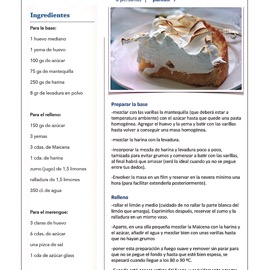 Ingredientes
Para la base:
1 huevo mediano
1 yema de huevo
100 gs de azúcar
75 gs de mantequilla
250 gs de harina
8 gr de levadura en polvo
Para el relleno:
150 gs de azúcar
3 yemas
3 cdas. de Maicena
1 cda. de harina
zumo (jugo) de 1,5 limones
ralladura de 1,5 limones
350 cl. de agua
Para el merengue:
3 claras de huevo
6 cdas. do azúcar
una pizca de sal
1 cda de azúcar glass
Preparar la base
-mezclar con las varillas la mantequilla (que deberá estar a
temperatura ambiente) con el azúcar hasta que quede una pasta
homogénea. Agregar el huevo y la yema y batir con las varillas
hasta volver a conseguir una masa homogénea.
-mezclar la harina con la levadura.
-incorporar la mezcla de harina y levadura poco a poco,
tamizada para evitar grumos y comenzar a batir con las varillas,
al final habrá que amasar (será lo ideal cuando ya no se pegue
entre tus dedos).
-Envolver la masa en un film y reservar en la nevera mínimo una
hora (para facilitar extenderla posteriormente).
Relleno
-rallar el limón y medio (cuidado de no rallar la parte blanca del
limón que amarga). Exprimirlos después, reservar el zumo y la
ralladura en un mismo vaso.
-Aparte, en una olla pequeña mezclar la Maicena con la harina y
el azúcar, añadir el agua y mezclar bien con unas varillas hasta
que no hayan grumos
-poner esta preparación a fuego suave y remover sin parar para
que no se pegue el fondo y hasta que esté bien espesa, se
espesará cuando llegue a los 80 o 90 ºC.